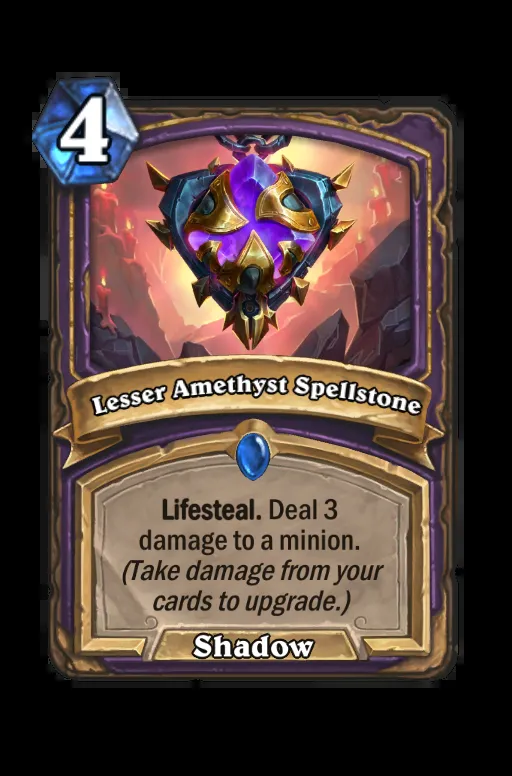 4
Lesser Amethyst Spellstone
Lifesteal. Deal 3
damage to a minion.
(Take damage from your
cards to upgrade.)
Shadow